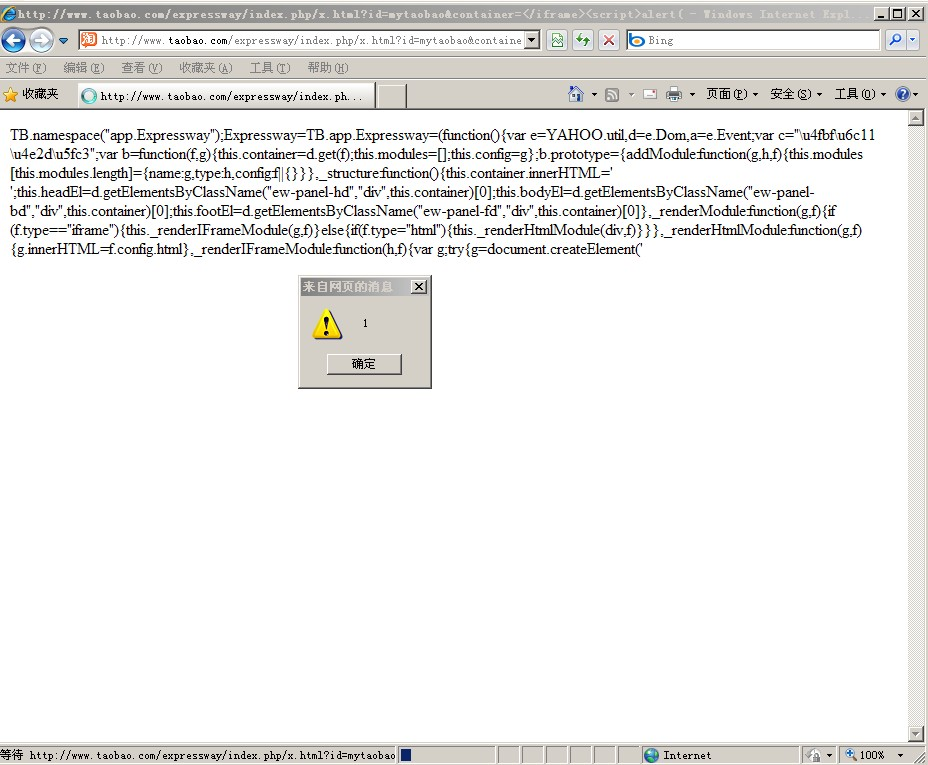 http://www.taobao.com/expressway/index.php/x.html?id=mytaobao&container=</iframe><script>alert( - Windows Internet Expl...
http://www.taobao.com/expressway/index.php/x.html?id=mytaobao&containe
Bing
文件(F) 编辑(E) 查看(V) 收藏夹(A) 工具(T) 帮助(H)
收藏夹 http://www.taobao.com/expressway/index.ph... 页面(P) 安全(S) 工具(O)
TB.namespace("app.Expressway");Expressway=TB.app.Expressway=(function(){var e=YAHOO.util,d=e.Dom,a=e.Event;var c="\u4fbf\u6c11
\u4e2d\u5fc3";var b=function(f,g){this.container=d.get(f);this.modules=[];this.config=g};b.prototype={addModule:function(g,h,f){this.modules
[this.modules.length]={name:g,type:h,config:f||{}}},_structure:function(){this.container.innerHTML='
';this.headEl=d.getElementsByClassName("ew-panel-hd","div",this.container)[0];this.bodyEl=d.getElementsByClassName("ew-panel-
bd","div",this.container)[0];this.footEl=d.getElementsByClassName("ew-panel-fd","div",this.container)[0]},_renderModule:function(g,f){if
(f.type=="iframe"){this._renderIFrameModule(g,f)}else{if(f.type="html"){this._renderHtmlModule(div,f)}}},_renderHtmlModule:function(g,f)
{g.innerHTML=f.config.html},_renderIFrameModule:function(h,f){var g;try{g=document.createElement('
来自网页的消息
1
确定
等待 http://www.taobao.com/expressway/index.php/x.html?id=mytaobao
Internet
100%